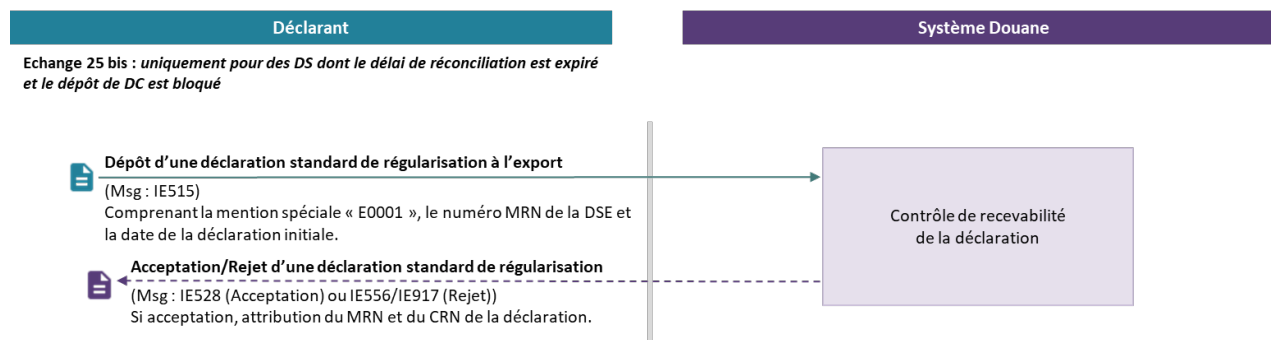 Déclarant
Système Douane
Echange 25 bis : uniquement pour des DS dont le délai de réconciliation est expiré
et le dépôt de DC est bloqué
Dépôt d'une déclaration standard de régularisation à l'export
(Msg : IE515)
Comprenant la mention spéciale « E0001 », le numéro MRN de la DSE et
la date de la déclaration initiale.
Contrôle de recevabilité
de la déclaration
Acceptation/Rejet d'une déclaration standard de régularisation
(Msg : IE528 (Acceptation) ou IE556/IE917 (Rejet))
Si acceptation, attribution du MRN et du CRN de la déclaration.